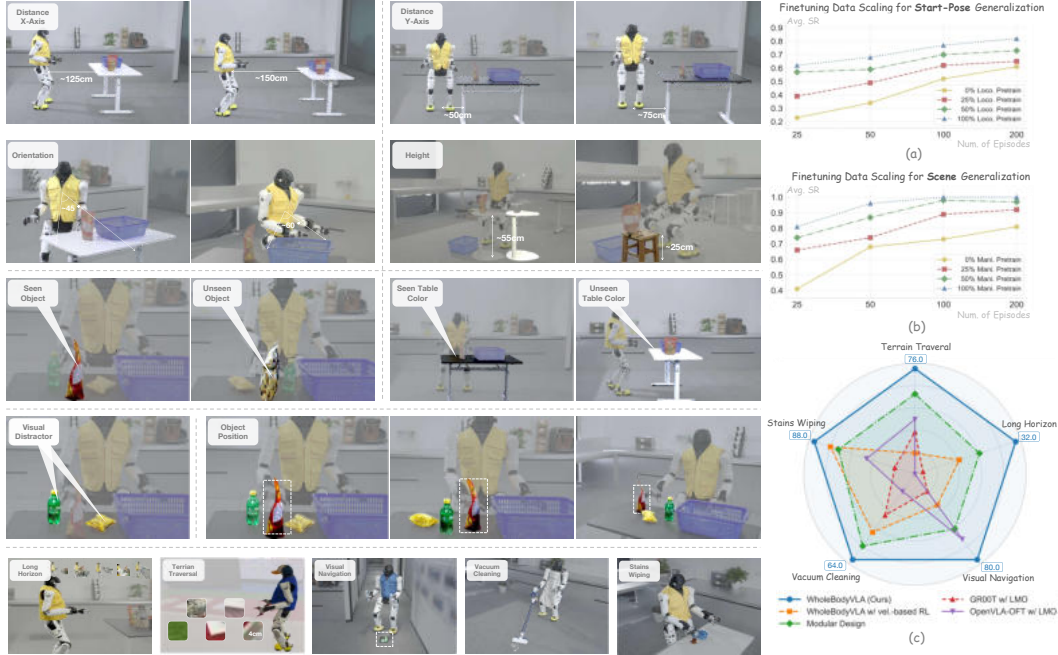 Distance
X-Axis
~125cm
~150cm
Distance
Y-Axis
~50cm
~75cm
Orientation
~45°
Height
~55cm
~25cm
Seen
Object
Unseen
Object
Seen Table
Color
Unseen
Table Color
Visual
Distractor
Object
Position
Long
Horizon
Terrian
Traversal
4cm
Visual
Navigation
Vacuum
Cleaning
Stains
Wiping
Finetuning Data Scaling for Start-Pose Generalization
Avg. SR
0.9
0.8
0.7
0.6
0.5
0.4
0.3
0.2
0% Loco. Pretrain
25% Loco. Pretrain
50% Loco. Pretrain
100% Loco. Pretrain
25 50 100 200
Num. of Episodes
(a)
Finetuning Data Scaling for Scene Generalization
Avg. SR
1.0
0.9
0.8
0.7
0.6
0.5
0.4
0% Mani. Pretrain
25% Mani. Pretrain
50% Mani. Pretrain
100% Mani. Pretrain
25 50 100 200
Num. of Episodes
(b)
Terrain Traveral
76.0
Stains Wiping
88.0
Long Horizon
32.0
64.0
Vacuum Cleaning
80.0
Visual Navigation
WholeBodyVLA (Ours)
WholeBodyVLA w/ vel.-based RL
Modular Design
GR00T w/ LMO
OpenVLA-OFT w/ LMO
(c)